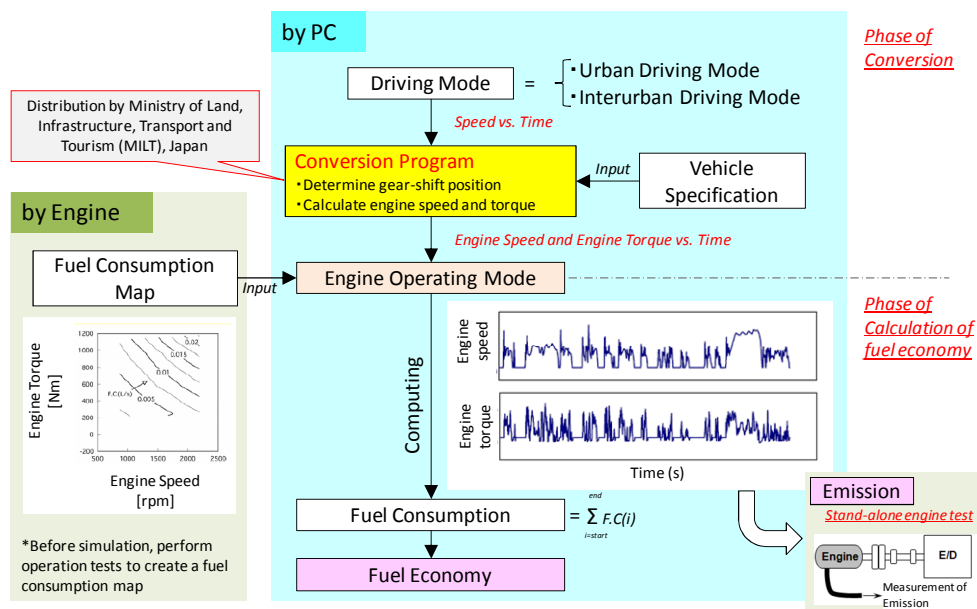 by PC
Phase of
Conversion
Driving Mode
=
・Urban Driving Mode
・Interurban Driving Mode
Distribution by Ministry of Land,
Infrastructure, Transport and
Tourism (MILT), Japan
Speed vs. Time
Conversion Program
・Determine gear-shift position
・Calculate engine speed and torque
Input
Vehicle
Specification
by Engine
Engine Speed and Engine Torque vs. Time
Fuel Consumption
Map
Input
Engine Operating Mode
Phase of
Calculation of
fuel economy
Engine Torque
[Nm]
1200
1000
800
600
400
200
0
-200
500
1000
1500
2000
2500
0.02
0.015
0.01
F.C(L/s)
0.005
Engine Speed
[rpm]
Computing
Engine
speed
Engine
torque
Time (s)
*Before simulation, perform
operation tests to create a fuel
consumption map
Fuel Consumption
end
= Σ F.C(i)
i=start
Fuel Economy
Emission
Stand-alone engine test
Engine
E/D
Measurement of
Emission